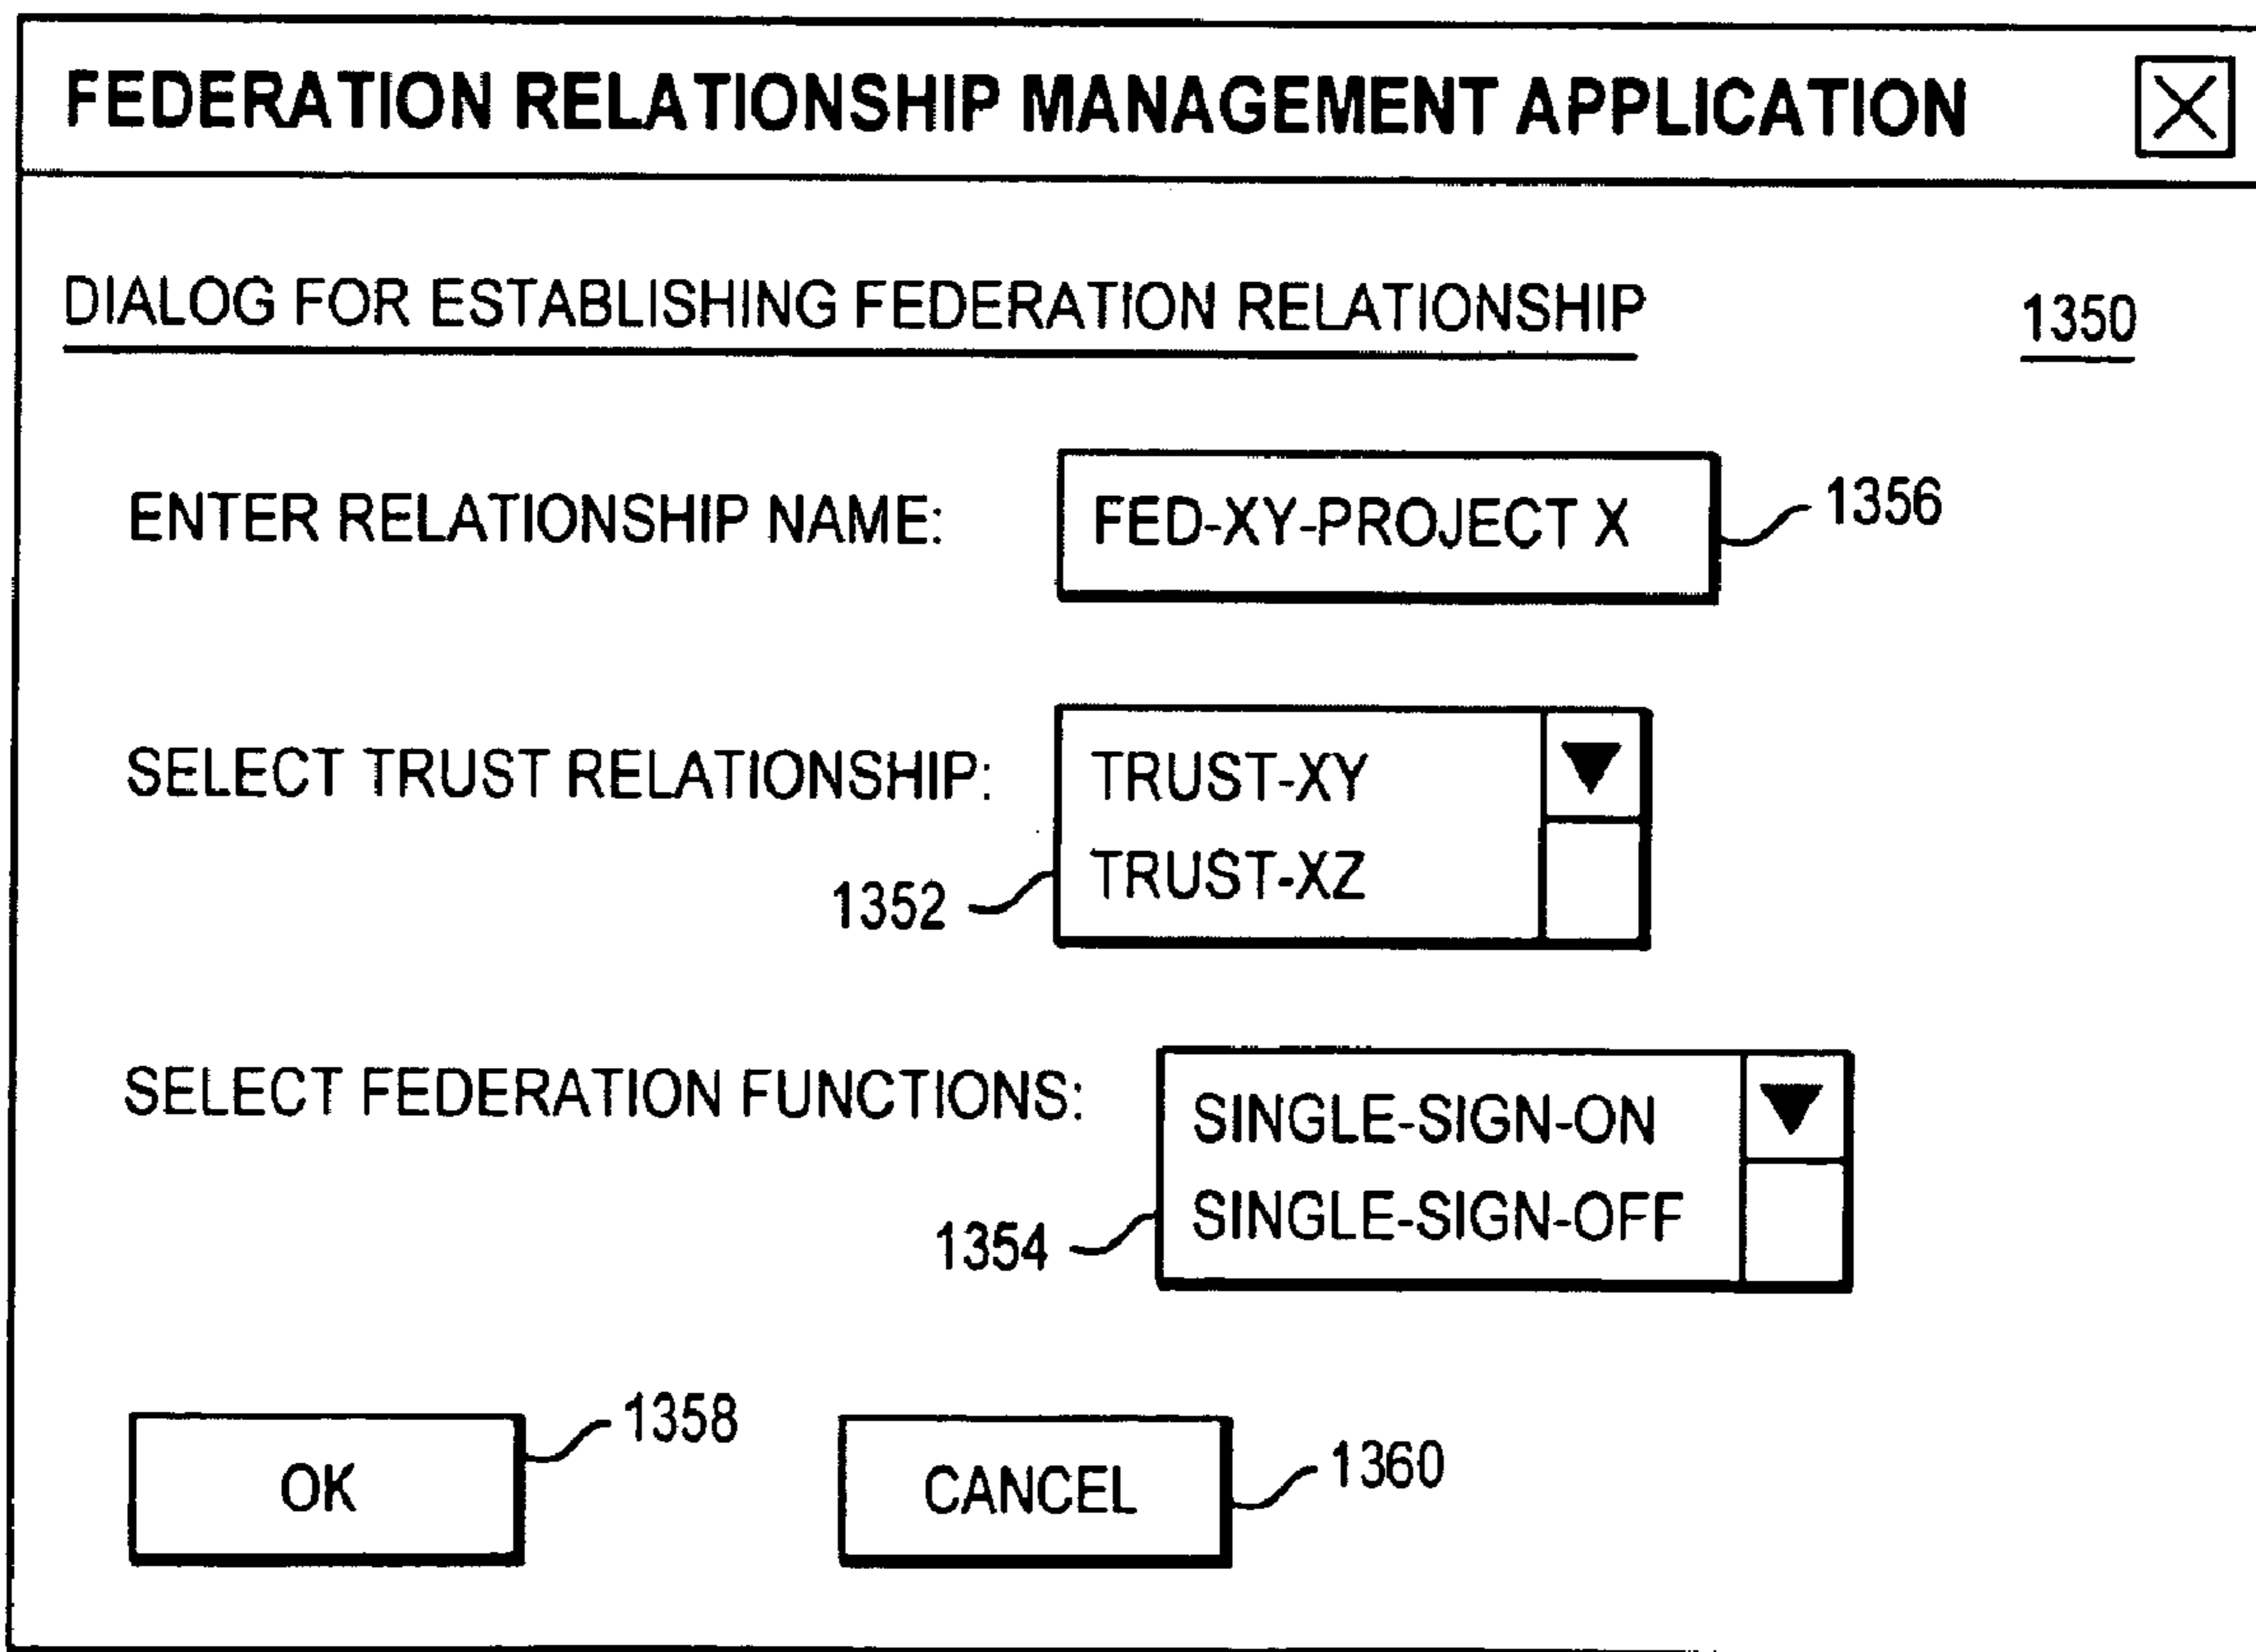 FEDERATION RELATIONSHIP MANAGEMENT APPLICATION
DIALOG FOR ESTABLISHING FEDERATION RELATIONSHIP 1350
ENTER RELATIONSHIP NAME: FED-XY-PROJECT X 1356
SELECT TRUST RELATIONSHIP: TRUST-XY
TRUST-XZ
1352
SELECT FEDERATION FUNCTIONS: SINGLE-SIGN-ON
SINGLE-SIGN-OFF
1354
OK 1358 CANCEL 1360